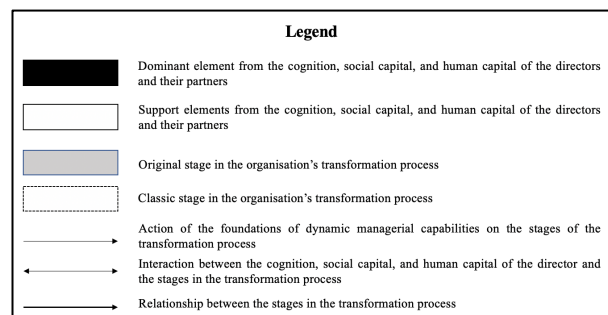 Legend
Dominant element from the cognition, social capital, and human capital of the directors
and their partners
Support elements from the cognition, social capital, and human capital of the directors
and their partners
Original stage in the organisation's transformation process
Classic stage in the organisation's transformation process
Action of the foundations of dynamic managerial capabilities on the stages of the
transformation process
Interaction between the cognition, social capital, and human capital of the director and
the stages in the transformation process
Relationship between the stages in the transformation process